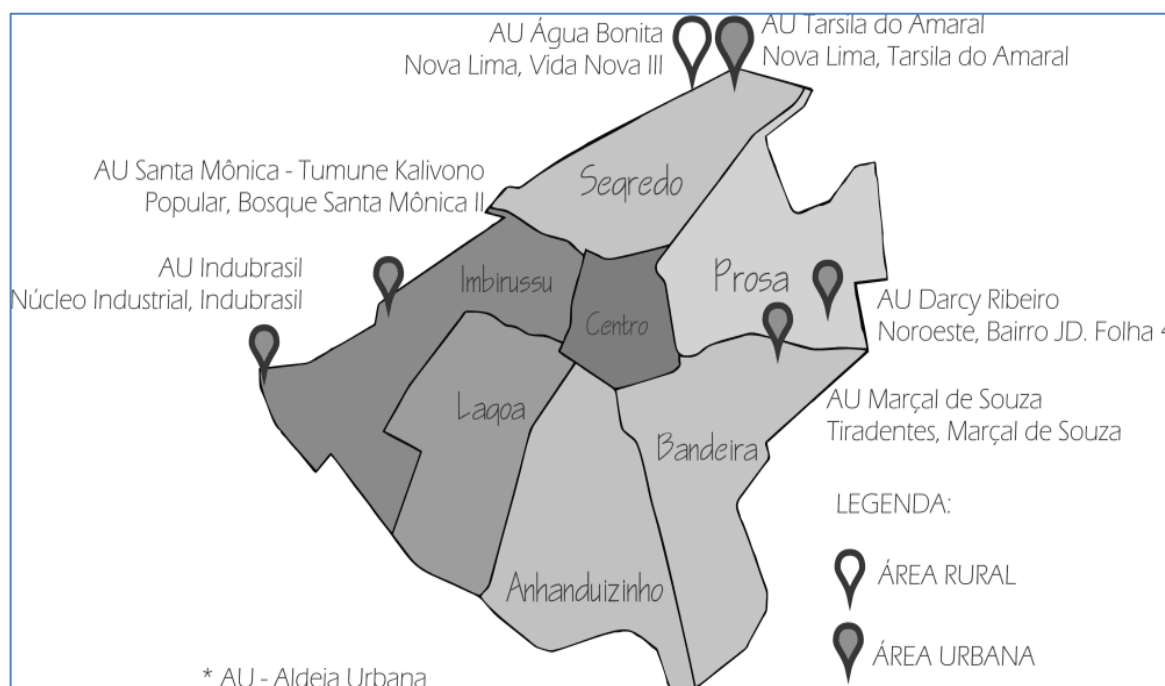 AU Água Bonita
Nova Lima, Vida Nova III
AU Tarsila do Amaral
Nova Lima, Tarsila do Amaral
AU Santa Mônica - Tumune Kalivono
Popular, Bosque Santa Mônica II
AU Indubrasil
Núcleo Industrial, Indubrasil
Segredo
Imbirussu
Prosa
Centro
AU Darcy Ribeiro
Noroeste, Bairro JD. Folha 4
Lagoa
AU Marçal de Souza
Tiradentes, Marçal de Souza
Bandeira
LEGENDA:
Anhanduizinho
ÁREA RURAL
ÁREA URBANA
* AU - Aldeia Urbana